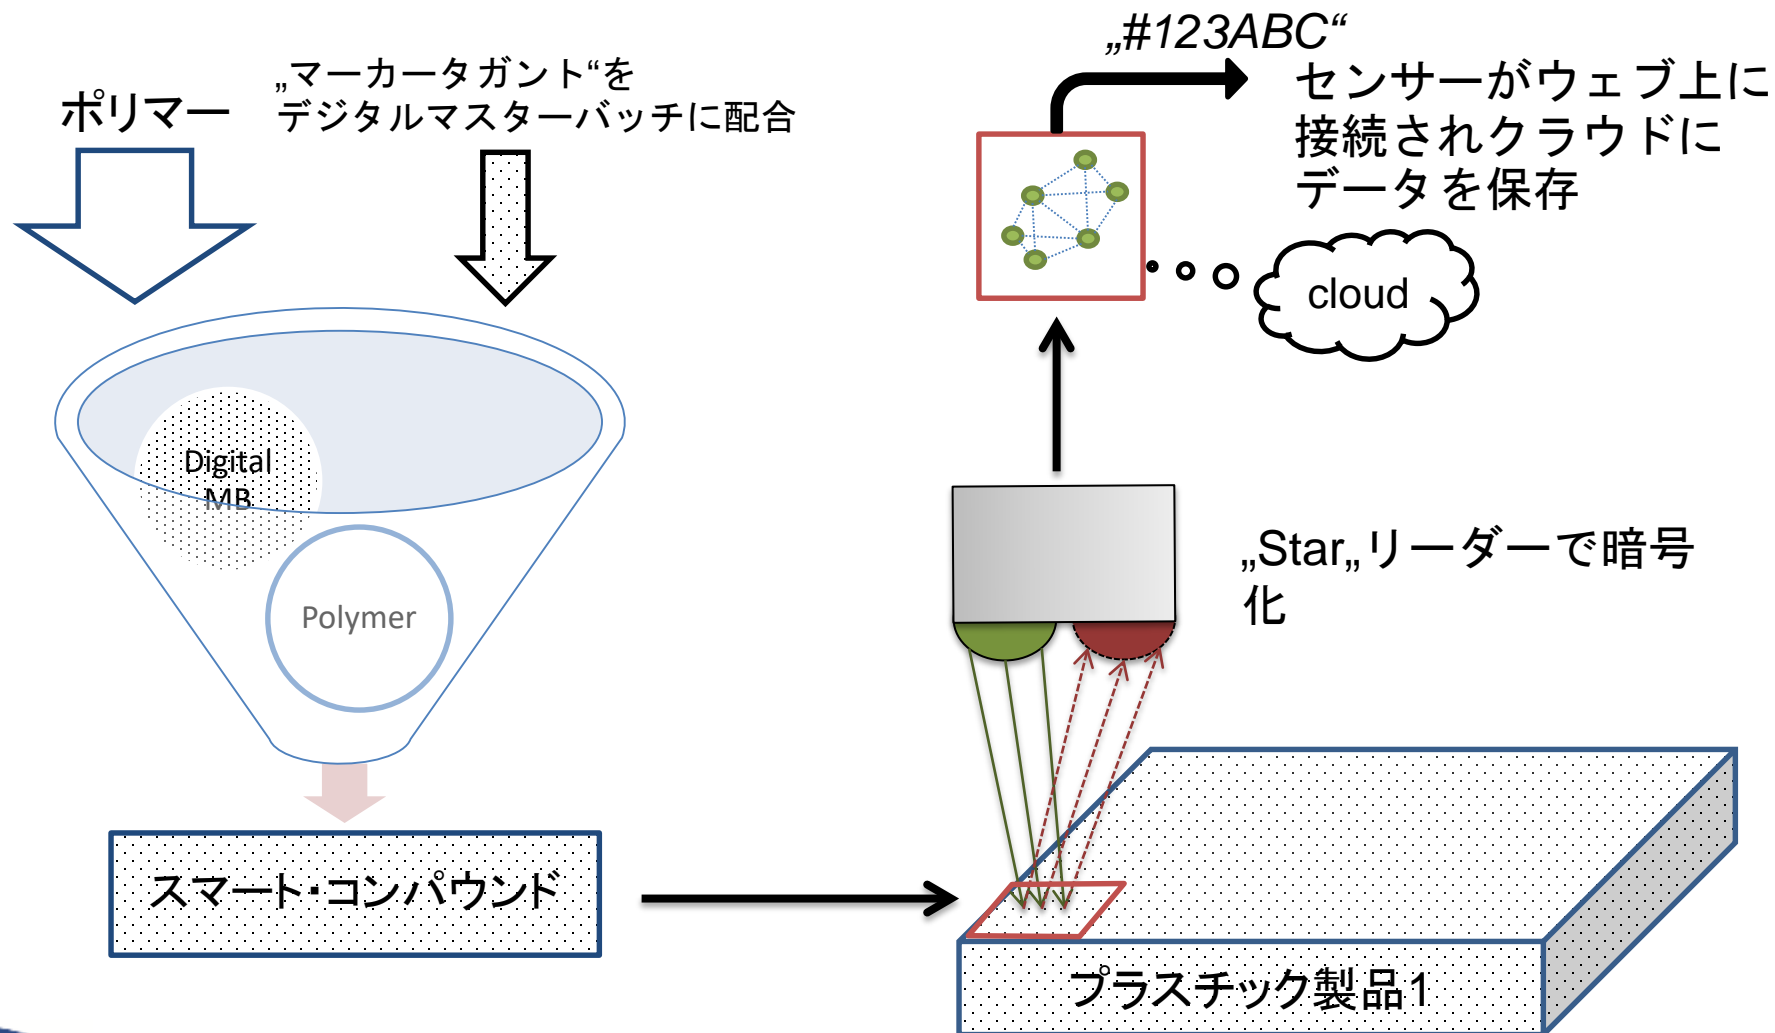 ポリマー
„マーカータガント“を
デジタルマスターバッチに配合
Digital
MB
Polymer
スマート・コンパウンド
„#123ABC“
センサーがウェブ上に
接続されクラウドに
データを保存
cloud
„Star„リーダーで暗号
化
プラスチック製品1